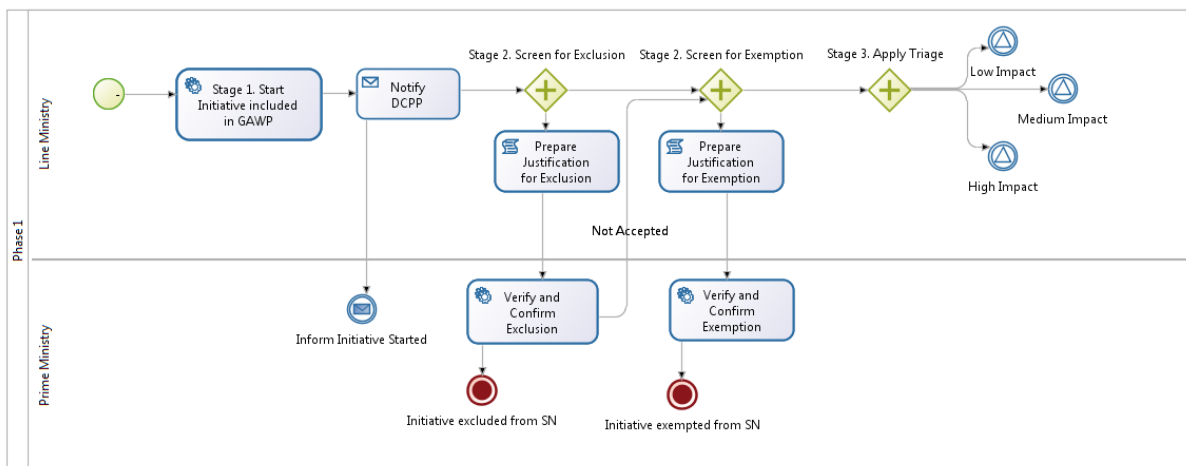 Phase 1
Line Ministry
Stage 1. Start
Initiative included
in GAWP
Notify
DCPP
Stage 2. Screen for Exclusion
Stage 2. Screen for Exemption
Stage 3. Apply Triage
Low Impact
Medium Impact
High Impact
Prepare
Justification
for Exclusion
Prepare
Justification
for Exemption
Not Accepted
Prime Ministry
Inform Initiative Started
Verify and
Confirm
Exclusion
Verify and
Confirm
Exemption
Initiative excluded from SN
Initiative exempted from SN